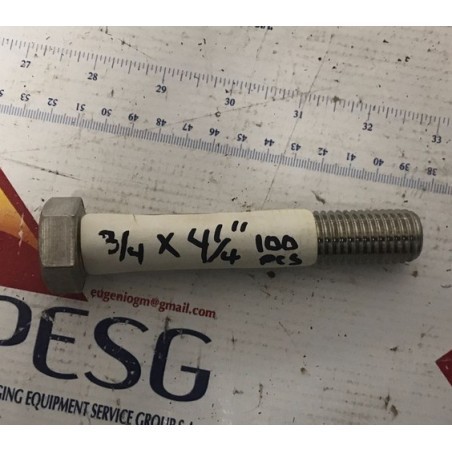 27 28 29 30 31 32 33
53 52 51 50 49 48 47 46 45 44 43 42 41 40 39 38
3/4 X 4 1/4" 100
PCS
eugeniogm@gmail.com
PESG
GING EQUIPMENT SERVICE GROUP